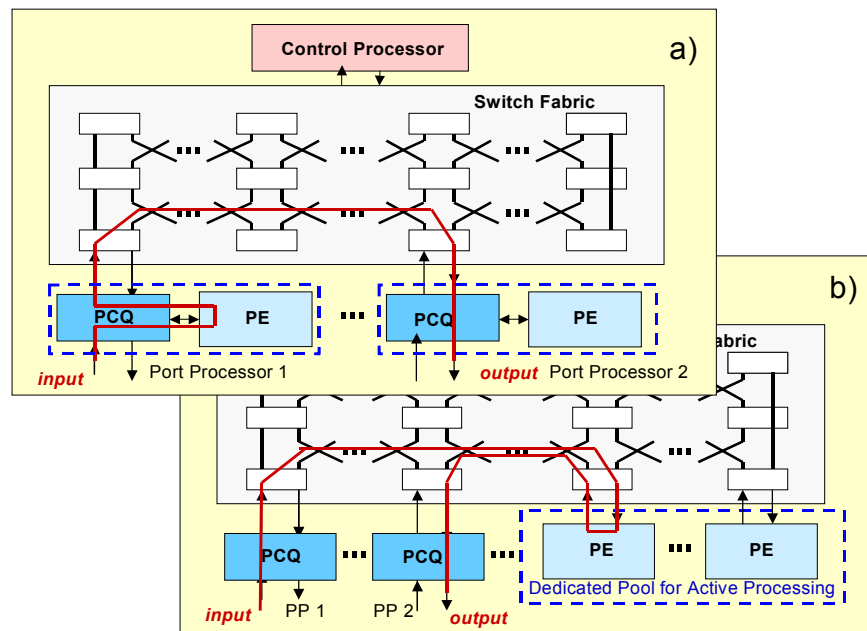 a)
Control Processor
Switch Fabric
PCQ PE PCQ PE
input Port Processor 1 output Port Processor 2
b)
abric
PCQ PCQ PE PE
Dedicated Pool for Active Processing
input PP 1 PP 2 output